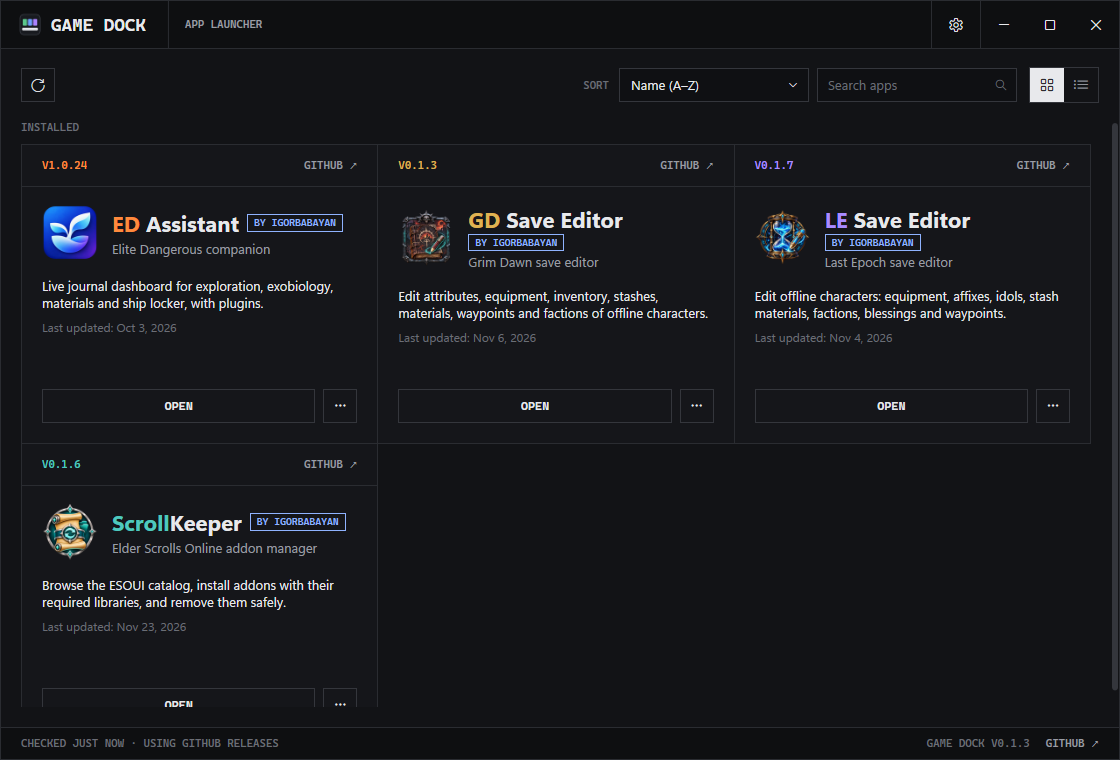 GAME DOCK
APP LAUNCHER
SORT
Name (A–Z)
Search apps
INSTALLED
V1.0.24
GITHUB ↗
ED Assistant
BY IGORBABAYAN
Elite Dangerous companion
Live journal dashboard for exploration, exobiology,
materials and ship locker, with plugins.
Last updated: Oct 3, 2026
OPEN
...
V0.1.3
GITHUB ↗
GD Save Editor
BY IGORBABAYAN
Grim Dawn save editor
Edit attributes, equipment, inventory, stashes,
materials, waypoints and factions of offline characters.
Last updated: Nov 6, 2026
OPEN
...
V0.1.7
GITHUB ↗
LE Save Editor
BY IGORBABAYAN
Last Epoch save editor
Edit offline characters: equipment, affixes, idols, stash
materials, factions, blessings and waypoints.
Last updated: Nov 4, 2026
OPEN
...
V0.1.6
GITHUB ↗
ScrollKeeper
BY IGORBABAYAN
Elder Scrolls Online addon manager
Browse the ESOUI catalog, install addons with their
required libraries, and remove them safely.
Last updated: Nov 23, 2026
OPEN
...
CHECKED JUST NOW · USING GITHUB RELEASES
GAME DOCK V0.1.3
GITHUB ↗